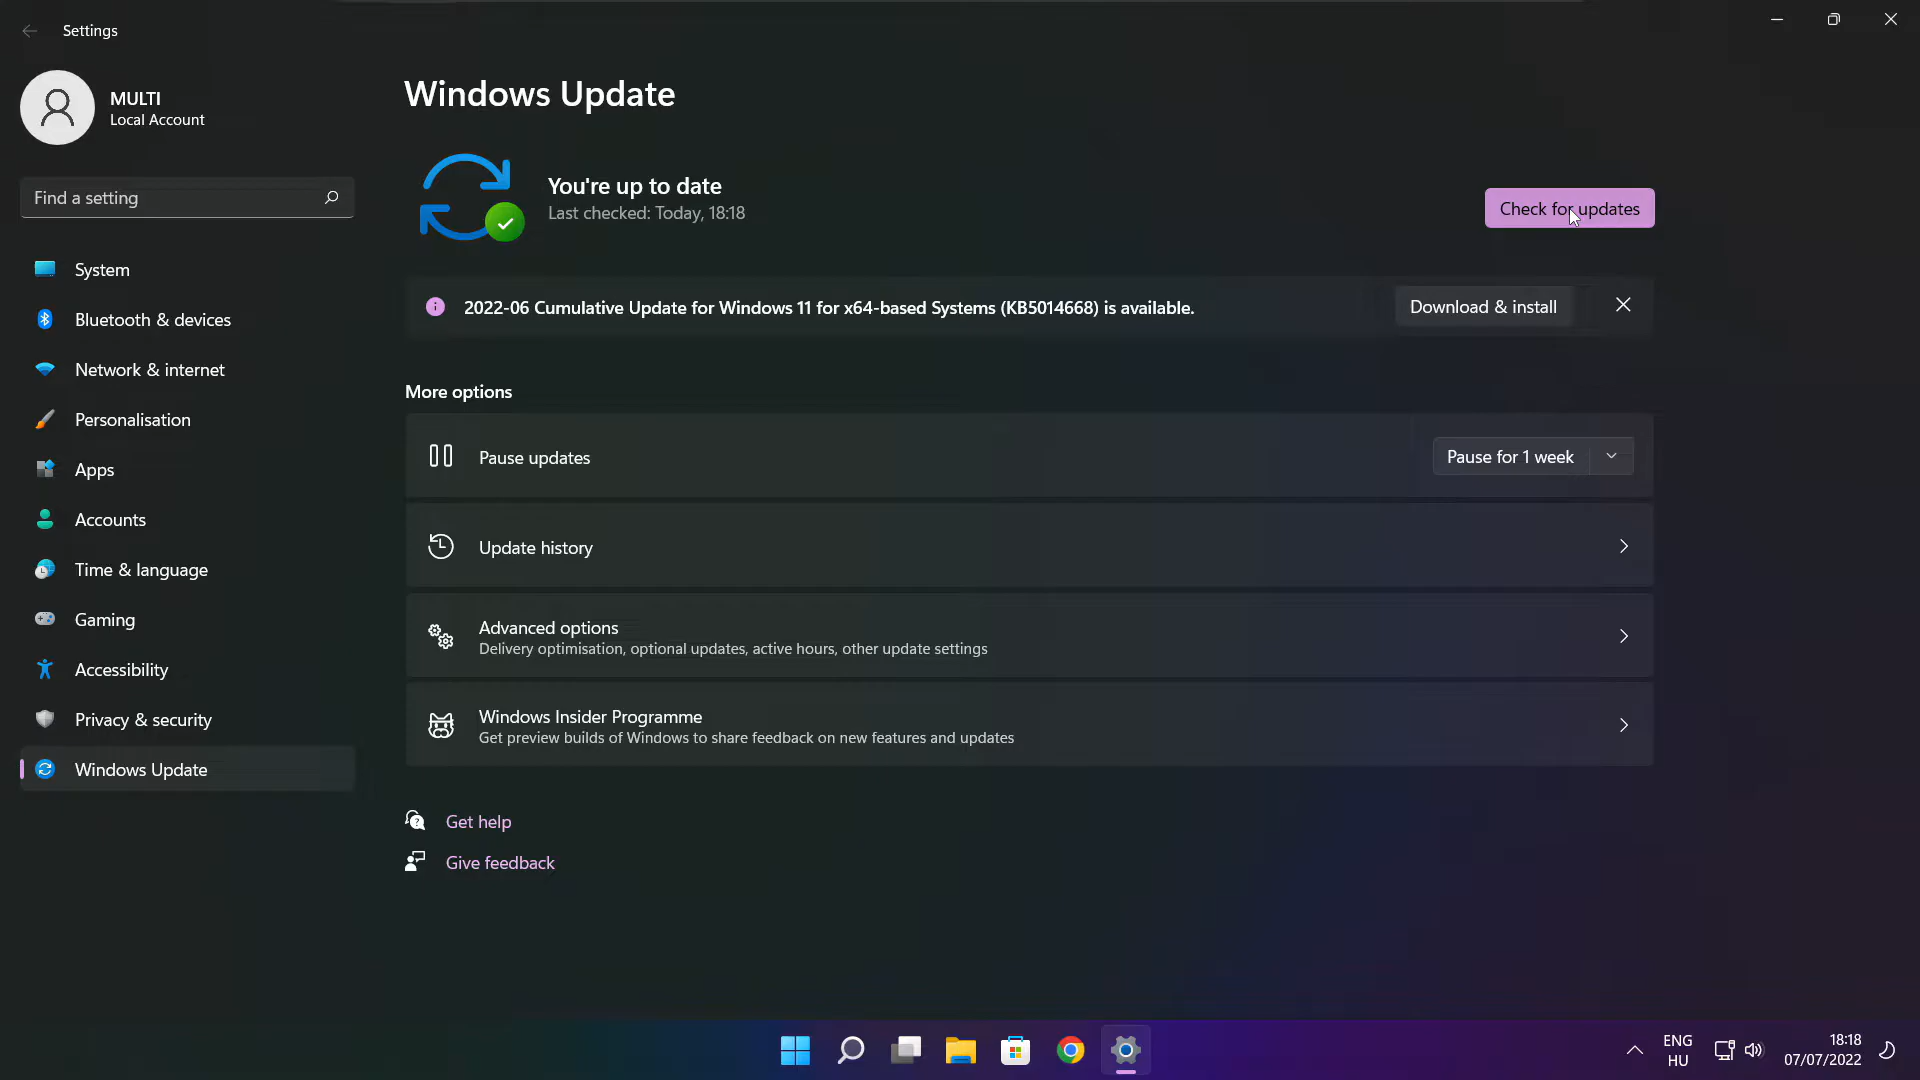 Settings
MULTI
Local Account
Find a setting
System
Bluetooth & devices
Network & internet
Personalisation
Apps
Accounts
Time & language
Gaming
Accessibility
Privacy & security
Windows Update
Windows Update
You're up to date
Last checked: Today, 18:18
Check for updates
2022-06 Cumulative Update for Windows 11 for x64-based Systems (KB5014668) is available.
Download & install
More options
Pause updates
Pause for 1 week
Update history
Advanced options
Delivery optimisation, optional updates, active hours, other update settings
Windows Insider Programme
Get preview builds of Windows to share feedback on new features and updates
Get help
Give feedback
ENG
HU
18:18
07/07/2022